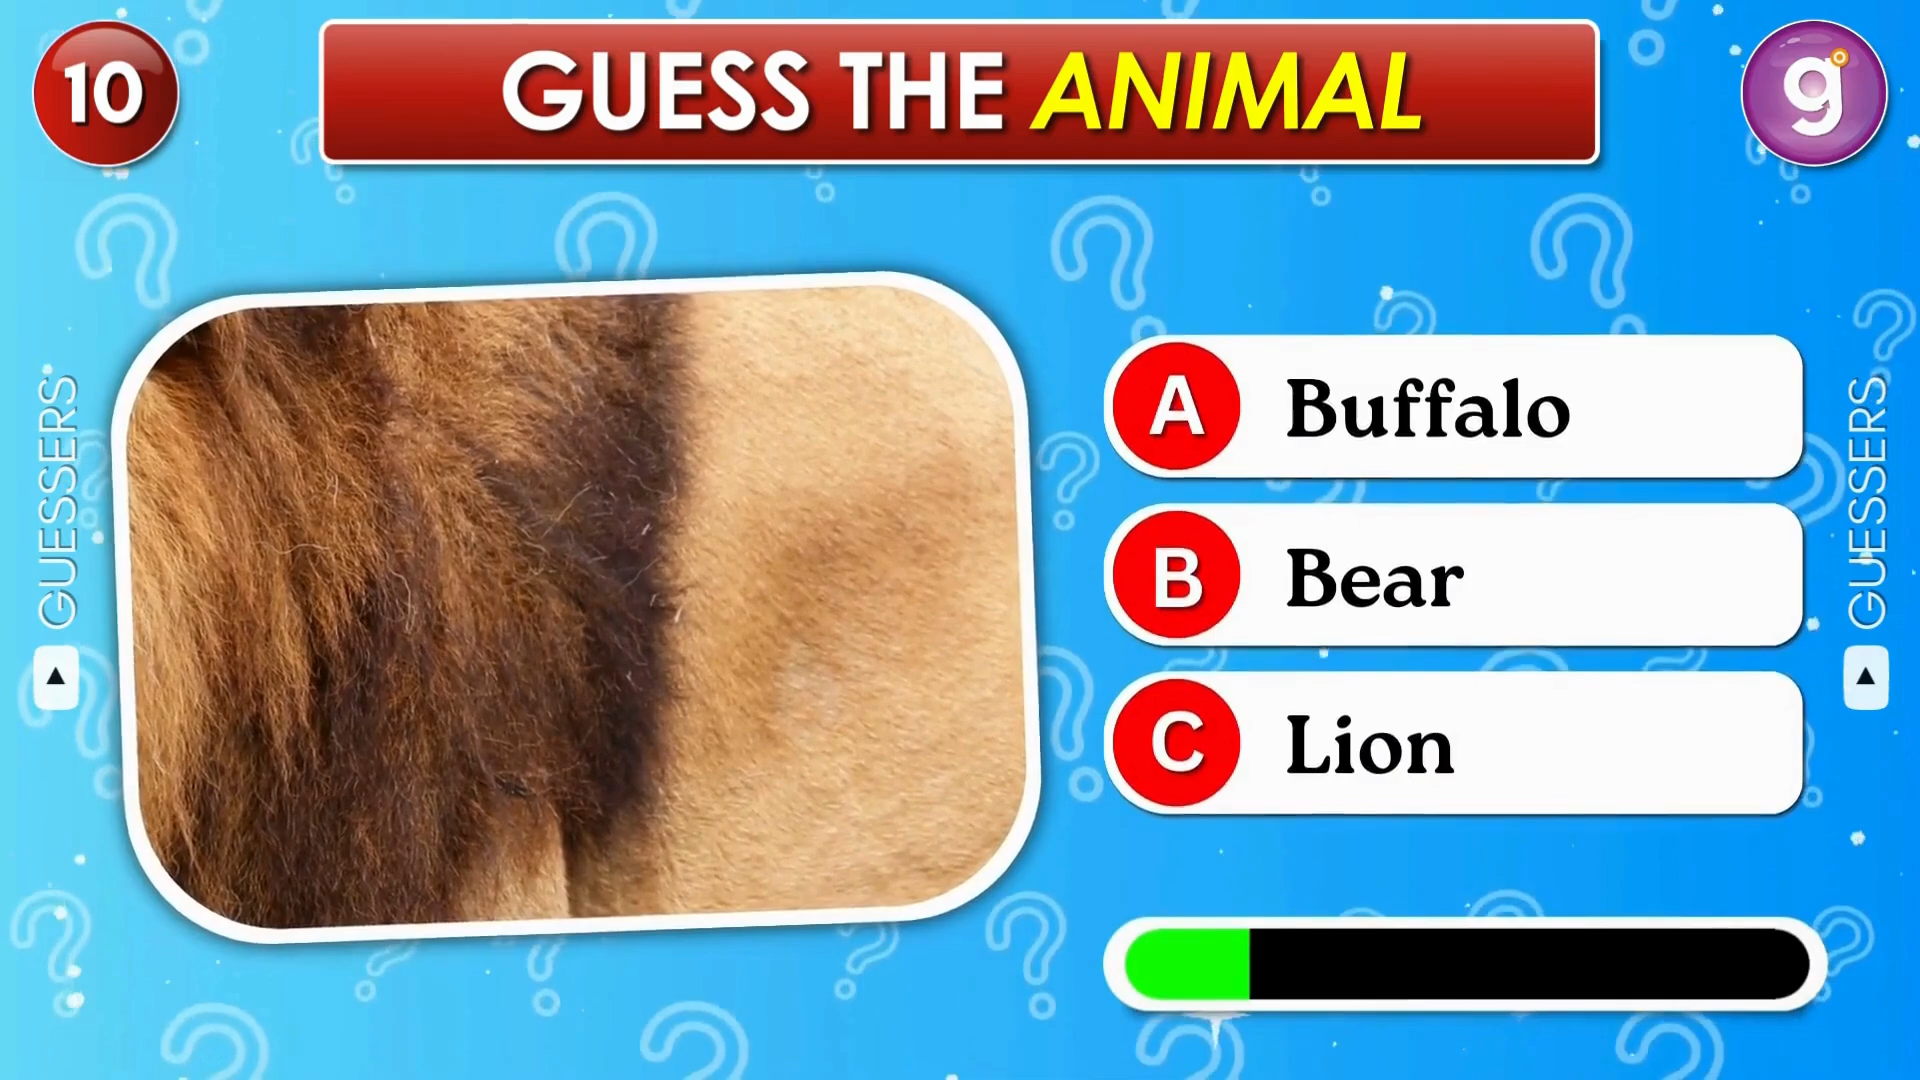 10
GUESS THE ANIMAL
g
GUESSERS
A Buffalo
B Bear
C Lion
GUESSERS